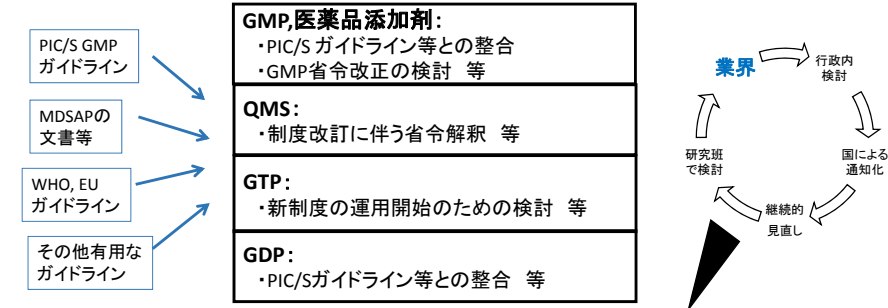 PIC/S GMP
ガイドライン
MDSAPの
文書等
WHO, EU
ガイドライン
その他有用な
ガイドライン
GMP,医薬品添加剤：
・PIC/S ガイドライン等との整合
・GMP省令改正の検討　等
QMS：
・制度改訂に伴う省令解釈　等
GTP：
・新制度の運用開始のための検討　等
GDP：
・PIC/Sガイドライン等との整合　等
業界
行政内
検討
国による
通知化
継続的
見直し
研究班
で検討